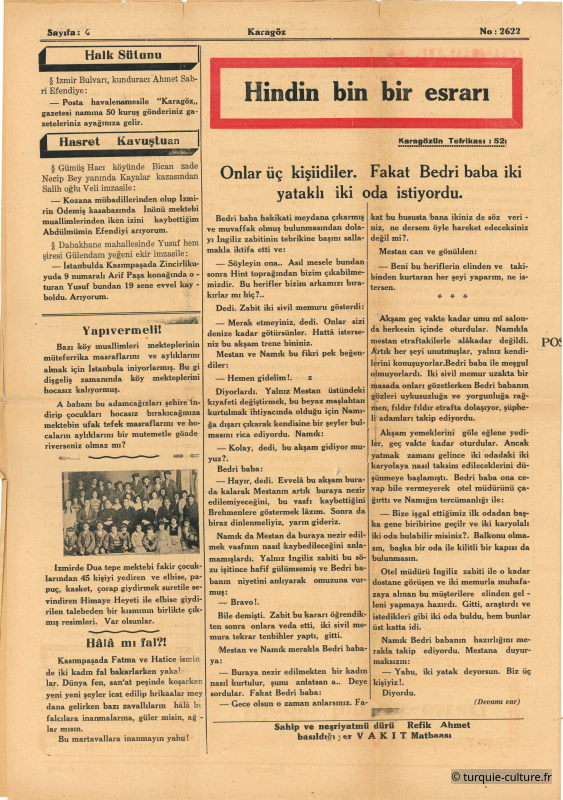 Sayıfa: 4
Karagöz
No: 2622
Halk Sütunu
§ İzmir Bulvarı, kunduracı Ahmet Sab-
ri Efendiye:
— Posta havalenamesile "Karagöz„
gazetesi namına 50 kuruş gönderiniz ga-
zeteleriniz ayağınıza gelir.
Hasret Kavuştuan
§ Gümüş Hacı köyünde Bican zade
Necip Bey yanında Kayalar kazasından
Salih oğlu Veli imzasile:
— Kozana mübadillerinden olup İzmi-
rin Ödemiş kasabasında İnönü mektebi
muallimlerinden iken izini kaybettiğim
Abdülmümin Efendiyi arıyorum.
§ Dabakhane mahallesinde Yusuf hem
şiresi Gülendam yeğeni ekir imzasile:
— İstanbulda Kasımpaşada Zincirliku-
yuda 9 numaralı Arif Paşa konağında o -
turan Yusuf bundan 19 sene evvel kay -
boldu. Arıyorum.
Yapıvermeli!
Bazı köy muallimleri mekteplerinin
müteferrika masraflarını ve aylıklarını
almak için İstanbula iniyorlarmış. Bu gi
dişgeliş zamanında köy mekteplerini
hocasız kalıyormuş.
A babam bu adamcağızları şehire in-
dirip çocukları hocasız bırakacağınıza
mektebin ufak tefek masraflarını ve ho-
caların aylıklarını bir mutemetle gönde
riverseniz olmaz mı?
İzmirde Dua tepe mektebi fakir çocuk-
larından 45 kişiyi yediren ve elbise, pa-
puç, kasket, çorap giydirmek suretile se-
vindiren Himaye Heyeti ile elbise giydi-
rilen talebeden bir kısmının birlikte çık-
mış resimleri. Var olsunlar.
Hâlâ mı fal?!
Kasımpaşada Fatma ve Hatice ismin
de iki kadın fal bakarlarken yaka
lar. Dünya fen, san'at peşinde koşarken
yeni yeni şeyler icat edilip hrikaalar mey
dana gelirken bazı zavallıların hâlâ bi
falcılara inanmalarına, güler misin, ağ -
lar mısın.
Bu martavallara inanmayın yahu!
Hindin bin bir esrarı
Karagözün Tefrikası : 52
Onlar üç kişiidiler. Fakat Bedri baba iki
yataklı iki oda istiyordu.
Bedri baba hakikati meydana çıkarmış
ve muvaffak olmuş bulunmasından dola-
yı İngiliz zabitinin tebrikine başını salla-
makla iktifa etti ve:
— Söyleyin ona.. Asıl mesele bundan
sonra Hint toprağından bizim çıkabilme-
mizdir. Bu herifler bizim arkamızı bıra-
kırlar mı hiç?..
Dedi. Zabit iki sivil memuru gösterdi:
— Merak etmeyiniz, dedi. Onlar sizi
denize kadar götürsünler. Hattâ isterse-
niz bu akşam trene bininiz.
Mestan ve Namık bu fikri pek beğen-
diler:
— Hemen gidelim!. z
Diyorlardı. Yalnız Mestan üstündeki
kıyafeti değiştirmek, bu beyaz maşlahtan
kurtulmak ihtiyacında olduğu için Namı-
ğa dışarı çıkarak kendisine bir şeyler bul-
masını rica ediyordu. Namık:
— Kolay, dedi, bu akşam gidiyor mu-
yuz?.
Bedri baba:
— Hayır, dedi. Evvelâ bu akşam bura-
da kalarak Mestanın artık buraya nezir
edilemiyeceğini, bu vasfı kaybettiğini
Brehmenlere göstermek lâzım. Sonra da
biraz dinlenmeliyiz, yarın gideriz.
Namık da Mestan da buraya nezir edil-
mek vasfının nasıl kaybedileceğini anla-
mamışlardı. Yalnız İngiliz zabiti bu sö-
zu işitince hafif gülümsemiş ve Bedri ba-
banın niyetini anlıyarak omuzuna vur-
muş:
— Bravo!.
Bile demişti. Zabit bu kararı öğrendik-
ten sonra onlara veda etti, iki sivil me-
mura tekrar tenbihler yaptı, gitti.
Mestan ve Namık merakla Bedri baba-
ya:
— Buraya nezir edilmekten bir kadın
nasıl kurtulur, şunu anlatsan a.. Deye
sordular. Fakat Bedri baba:
— Gece olsun o zaman anlarsınız. Fa-
kat bu hususta bana ikiniz de söz veri -
niz, ne dersem öyle hareket edeceksiniz
değil mi?.
Mestan can ve gönülden:
— Beni bu heriflerin elinden ve taki-
binden kurtaran her şeyi yaparım, ne is-
tersen.
* * *
Akşam geç vakte kadar umu mi salon-
da herkesin içinde oturdular. Namıkla
mestan etraftakilerle alâkadar değildi.
Artık her şeyi unutmuşlar, yalnız kendi-
lerini konuşuyorlar. Bedri baba ile meşgul
olmuyorlardı. İki sivil memur uzakta bir
masada onları gözetlerken Bedri babanın
gözleri uykusuzluğa ve yorgunluğa rağ-
men, fıldır fıldır etrafta dolaşıyor, şüphe-
li adamları takip ediyordu.
Akşam yemeklerini göle eğlene yedi-
ler, geç vakte kadar oturdular. Ancak
yatmak zamanı gelince iki odadaki iki
karyolaya nasıl taksim edileceklerini dü-
şünmeye başlamıştı. Bedri baba ona ce-
vap bile vermeyerek otel müdürünü ça-
ğırttı ve Namığın tercümanlığı ile:
— Bize işgal ettiğimiz ilk odadan baş-
ka gene biribirine geçilir ve iki karyolalı
iki oda bulabilir misiniz?. Balkonu olma-
sın, başka bir oda ile kilitli bir kapısı da
bulunmasın.
Otel müdürü İngiliz zabiti ile o kadar
dostane görüşen ve iki memurla muhafa-
zaya alınan bu müşterilere elinden gel -
leni yapmaya hazırdı. Gitti, araştırdı ve
istedikleri gibi iki oda buldu, hem bunlar
üst katta idi.
Namık Bedri babanın hazırlığını me-
rakla takip ediyordu. Mestana duyur-
maksızın:
— Yahu, iki yatak deyorsun. Biz üç
kişiyiz!.
Diyordu.
(Devamı var)
Sahip ve neşriyatmü dürü Refik Ahmet
basıldığı yer VAKIT Matbaası
POS
© turquie-culture.fr